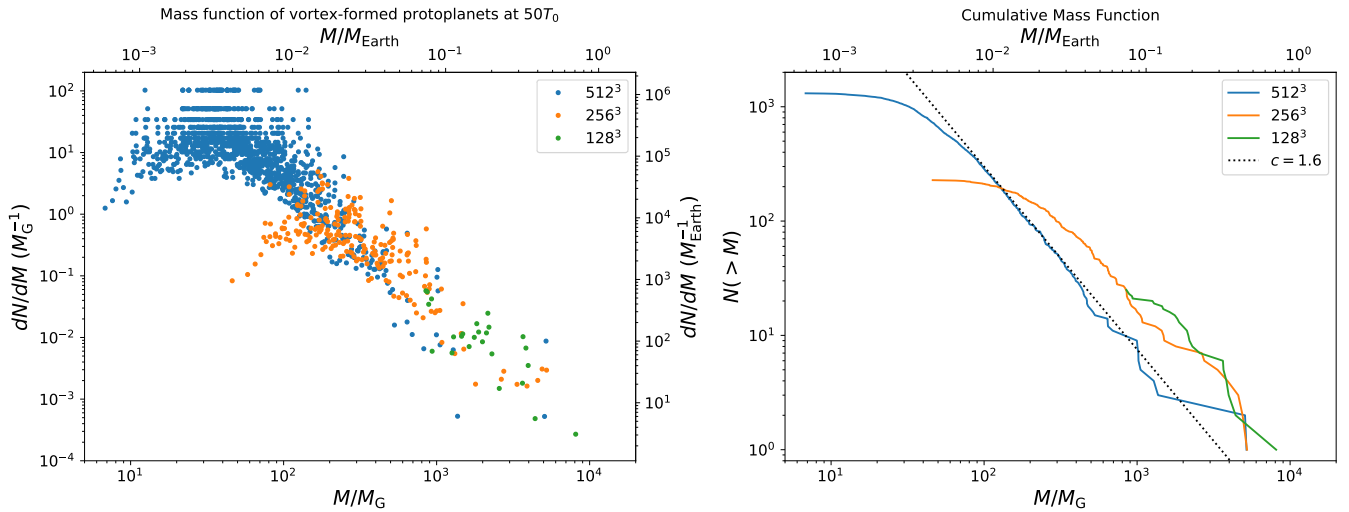 Mass function of vortex-formed protoplanets at 50T₀
M/M_Earth
10⁻³ 10⁻² 10⁻¹ 10⁰
dN/dM (M_G⁻¹)
10² 10¹ 10⁰ 10⁻¹ 10⁻² 10⁻³ 10⁻⁴
512³
256³
128³
10⁶ 10⁵ 10⁴ 10³ 10² 10¹
dN/dM (M_Earth⁻¹)
10¹ 10² 10³ 10⁴
M/M_G
Cumulative Mass Function
M/M_Earth
10⁻³ 10⁻² 10⁻¹ 10⁰
N( > M)
10³ 10² 10¹ 10⁰
512³
256³
128³
c = 1.6
10¹ 10² 10³ 10⁴
M/M_G